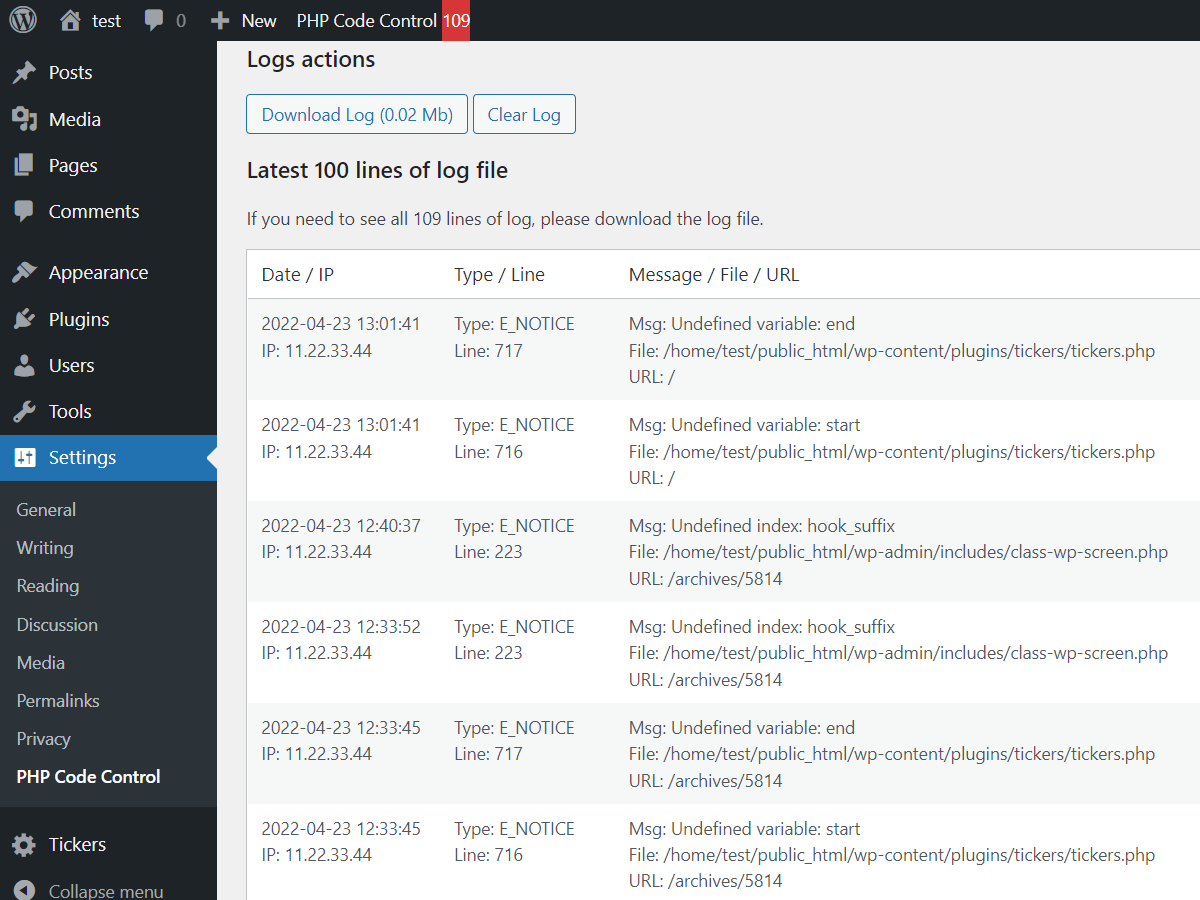 test 0 New PHP Code Control 109
Posts
Media
Pages
Comments
Appearance
Plugins
Users
Tools
Settings
General
Writing
Reading
Discussion
Media
Permalinks
Privacy
PHP Code Control
Tickers
Collapse menu
Logs actions
Download Log (0.02 Mb) Clear Log
Latest 100 lines of log file
If you need to see all 109 lines of log, please download the log file.
Date / IP Type / Line Message / File / URL
2022-04-23 13:01:41 Type: E_NOTICE Msg: Undefined variable: end
IP: 11.22.33.44 Line: 717 File: /home/test/public_html/wp-content/plugins/tickers/tickers.php
URL: /
2022-04-23 13:01:41 Type: E_NOTICE Msg: Undefined variable: start
IP: 11.22.33.44 Line: 716 File: /home/test/public_html/wp-content/plugins/tickers/tickers.php
URL: /
2022-04-23 12:40:37 Type: E_NOTICE Msg: Undefined index: hook_suffix
IP: 11.22.33.44 Line: 223 File: /home/test/public_html/wp-admin/includes/class-wp-screen.php
URL: /archives/5814
2022-04-23 12:33:52 Type: E_NOTICE Msg: Undefined index: hook_suffix
IP: 11.22.33.44 Line: 223 File: /home/test/public_html/wp-admin/includes/class-wp-screen.php
URL: /archives/5814
2022-04-23 12:33:45 Type: E_NOTICE Msg: Undefined variable: end
IP: 11.22.33.44 Line: 717 File: /home/test/public_html/wp-content/plugins/tickers/tickers.php
URL: /archives/5814
2022-04-23 12:33:45 Type: E_NOTICE Msg: Undefined variable: start
IP: 11.22.33.44 Line: 716 File: /home/test/public_html/wp-content/plugins/tickers/tickers.php
URL: /archives/5814